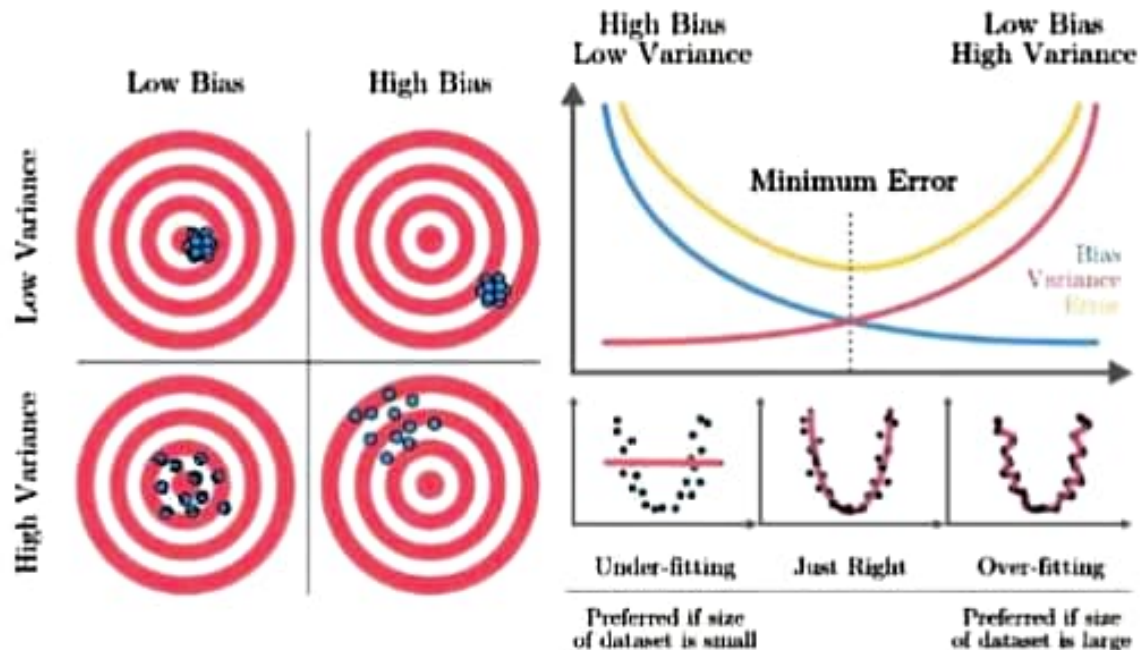 Low Bias
High Bias
Low Variance
High Variance
High Bias
Low Variance
Low Bias
High Variance
Minimum Error
Bias
Variance
Error
Under-fitting
Just Right
Over-fitting
Preferred if size
of dataset is small
Preferred if size
of dataset is large